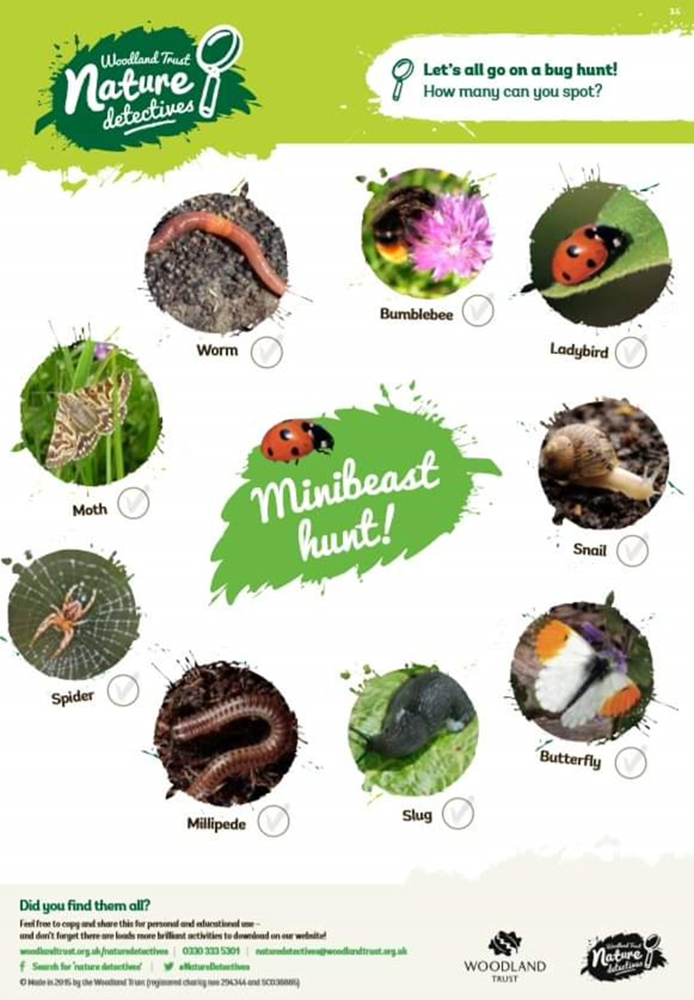 Woodland Trust
Nature
detectives
Let's all go on a bug hunt!
How many can you spot?
Worm
Bumblebee
Ladybird
Moth
Minibeast
hunt!
Snail
Spider
Butterfly
Millipede
Slug
Did you find them all?
Feel free to copy and share this for personal and educational use –
and don't forget there are loads more brilliant activities to download on our website!
woodlandtrust.org.uk/naturedetectives | 0330 333 5301 | naturedetectives@woodlandtrust.org.uk
Search for 'nature detectives' | @NatureDetectives
© Made in 2015 by the Woodland Trust (registered charity nos 294344 and SC038885)
WOODLAND
TRUST
Woodland Trust
Nature
detectives